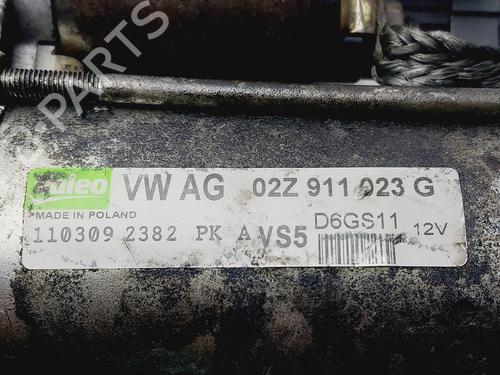 B-PARTS
Valeo VW AG 02Z 911 023 G
MADE IN POLAND
110309 2382 PK A VS5 D6GS11 12V